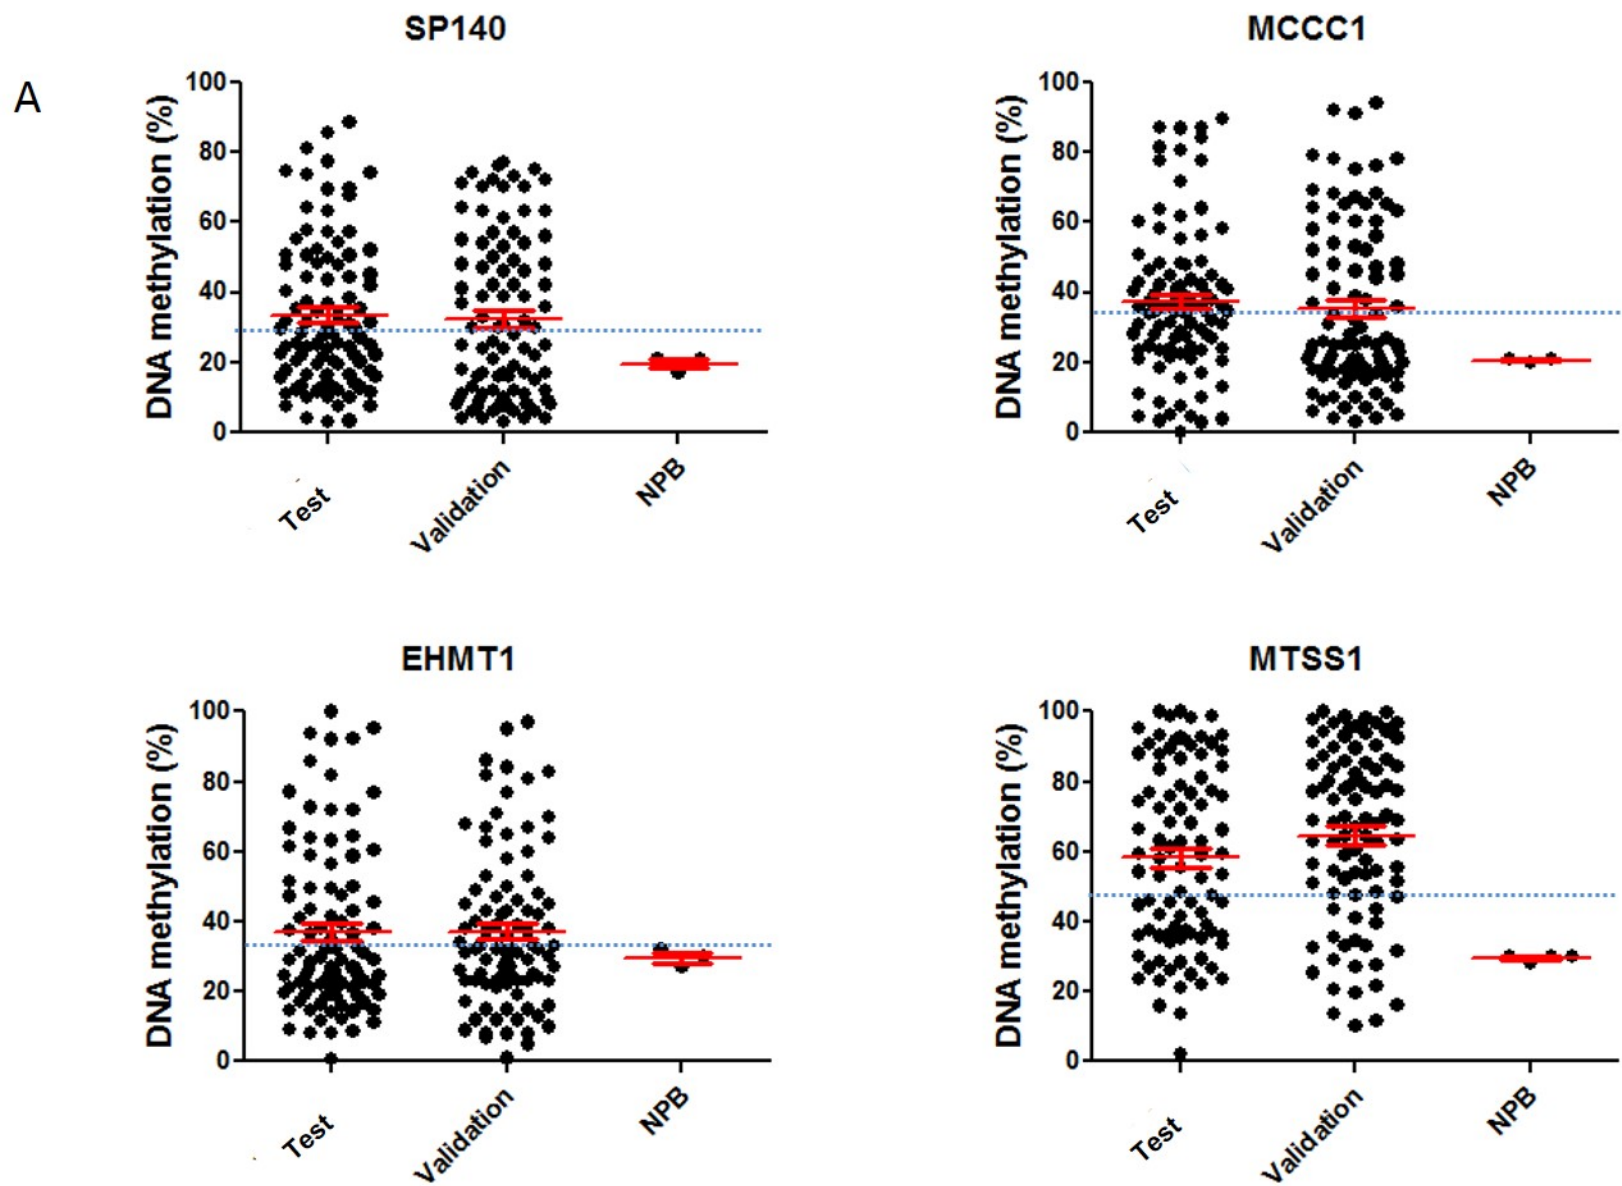 A
SP140
DNA methylation (%)
100
80
60
40
20
0
Test
Validation
NPB
MCCC1
DNA methylation (%)
100
80
60
40
20
0
Test
Validation
NPB
EHMT1
DNA methylation (%)
100
80
60
40
20
0
Test
Validation
NPB
MTSS1
DNA methylation (%)
100
80
60
40
20
0
Test
Validation
NPB